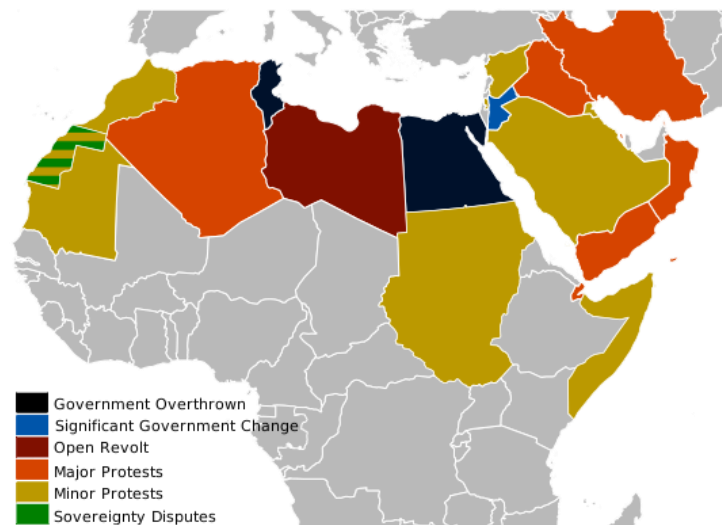 Government Overthrown
Significant Government Change
Open Revolt
Major Protests
Minor Protests
Sovereignty Disputes